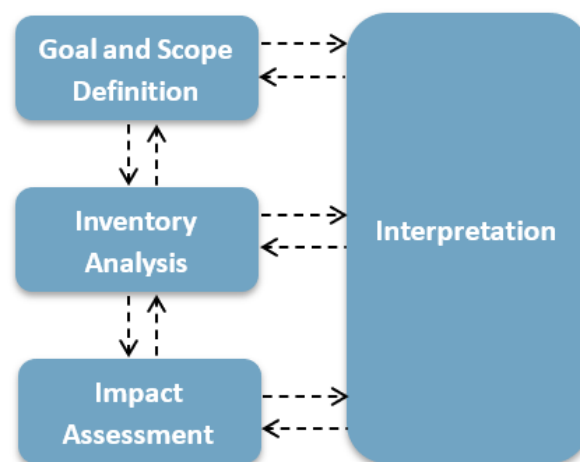 Goal and Scope
Definition
Inventory
Analysis
Interpretation
Impact
Assessment